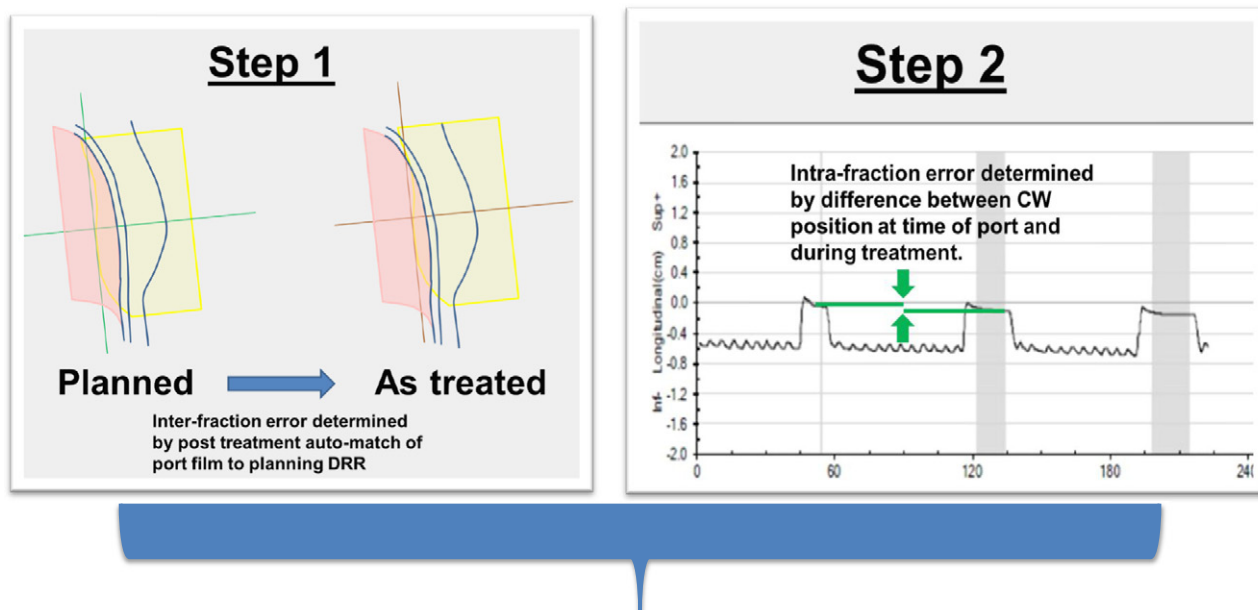 Step 1
Planned
As treated
Inter-fraction error determined
by post treatment auto-match of
port film to planning DRR
Step 2
Intra-fraction error determined
by difference between CW
position at time of port and
during treatment.
Inf- Longitudinal(cm) Sup+
2.0
1.6
1.2
0.8
0.4
0.0
-0.4
-0.8
-1.2
-1.6
-2.0
0
60
120
180
240